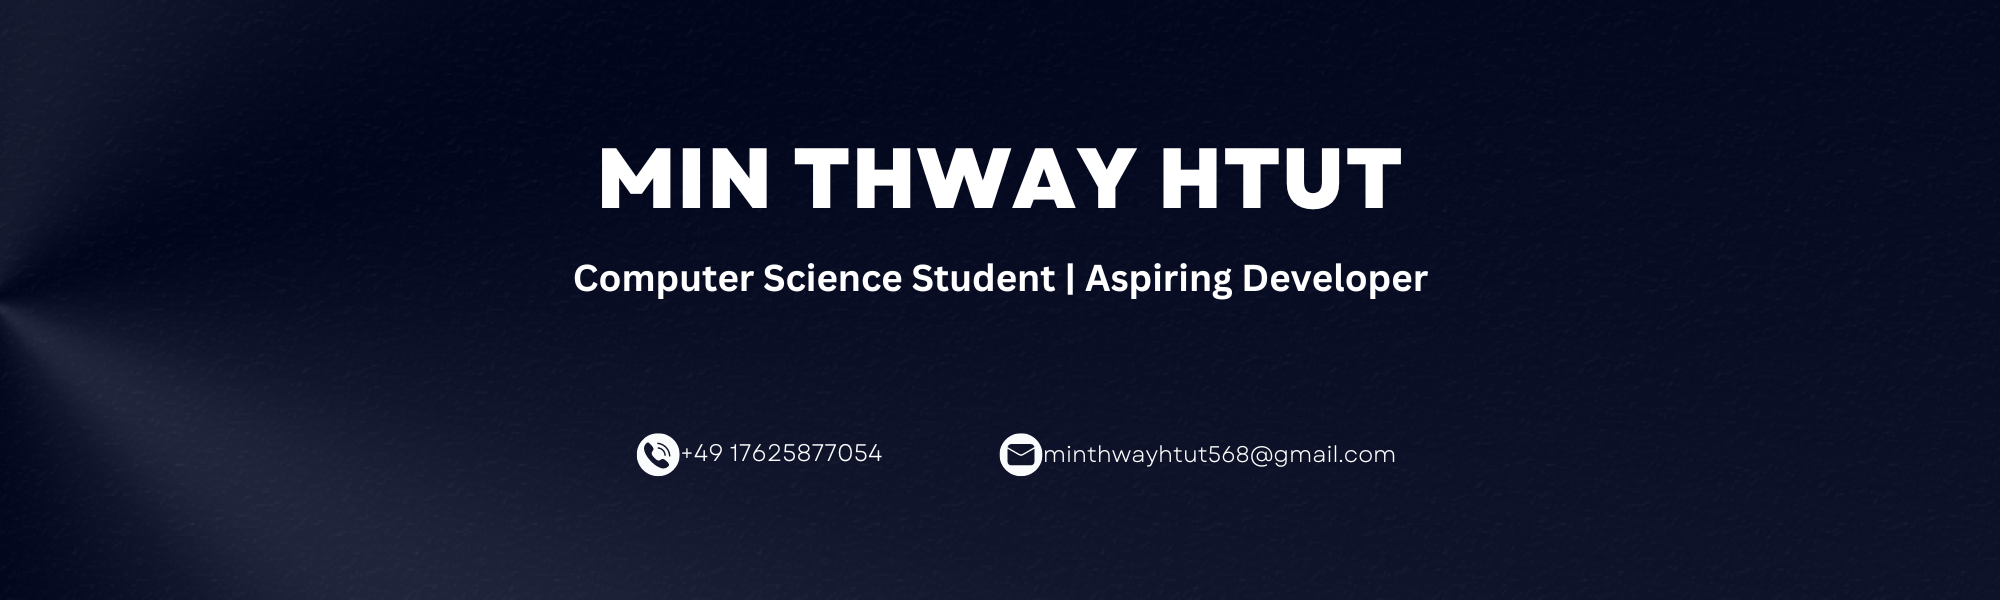 MIN THWAY HTUT
Computer Science Student | Aspiring Developer
+49 17625877054
minthwayhtut568@gmail.com